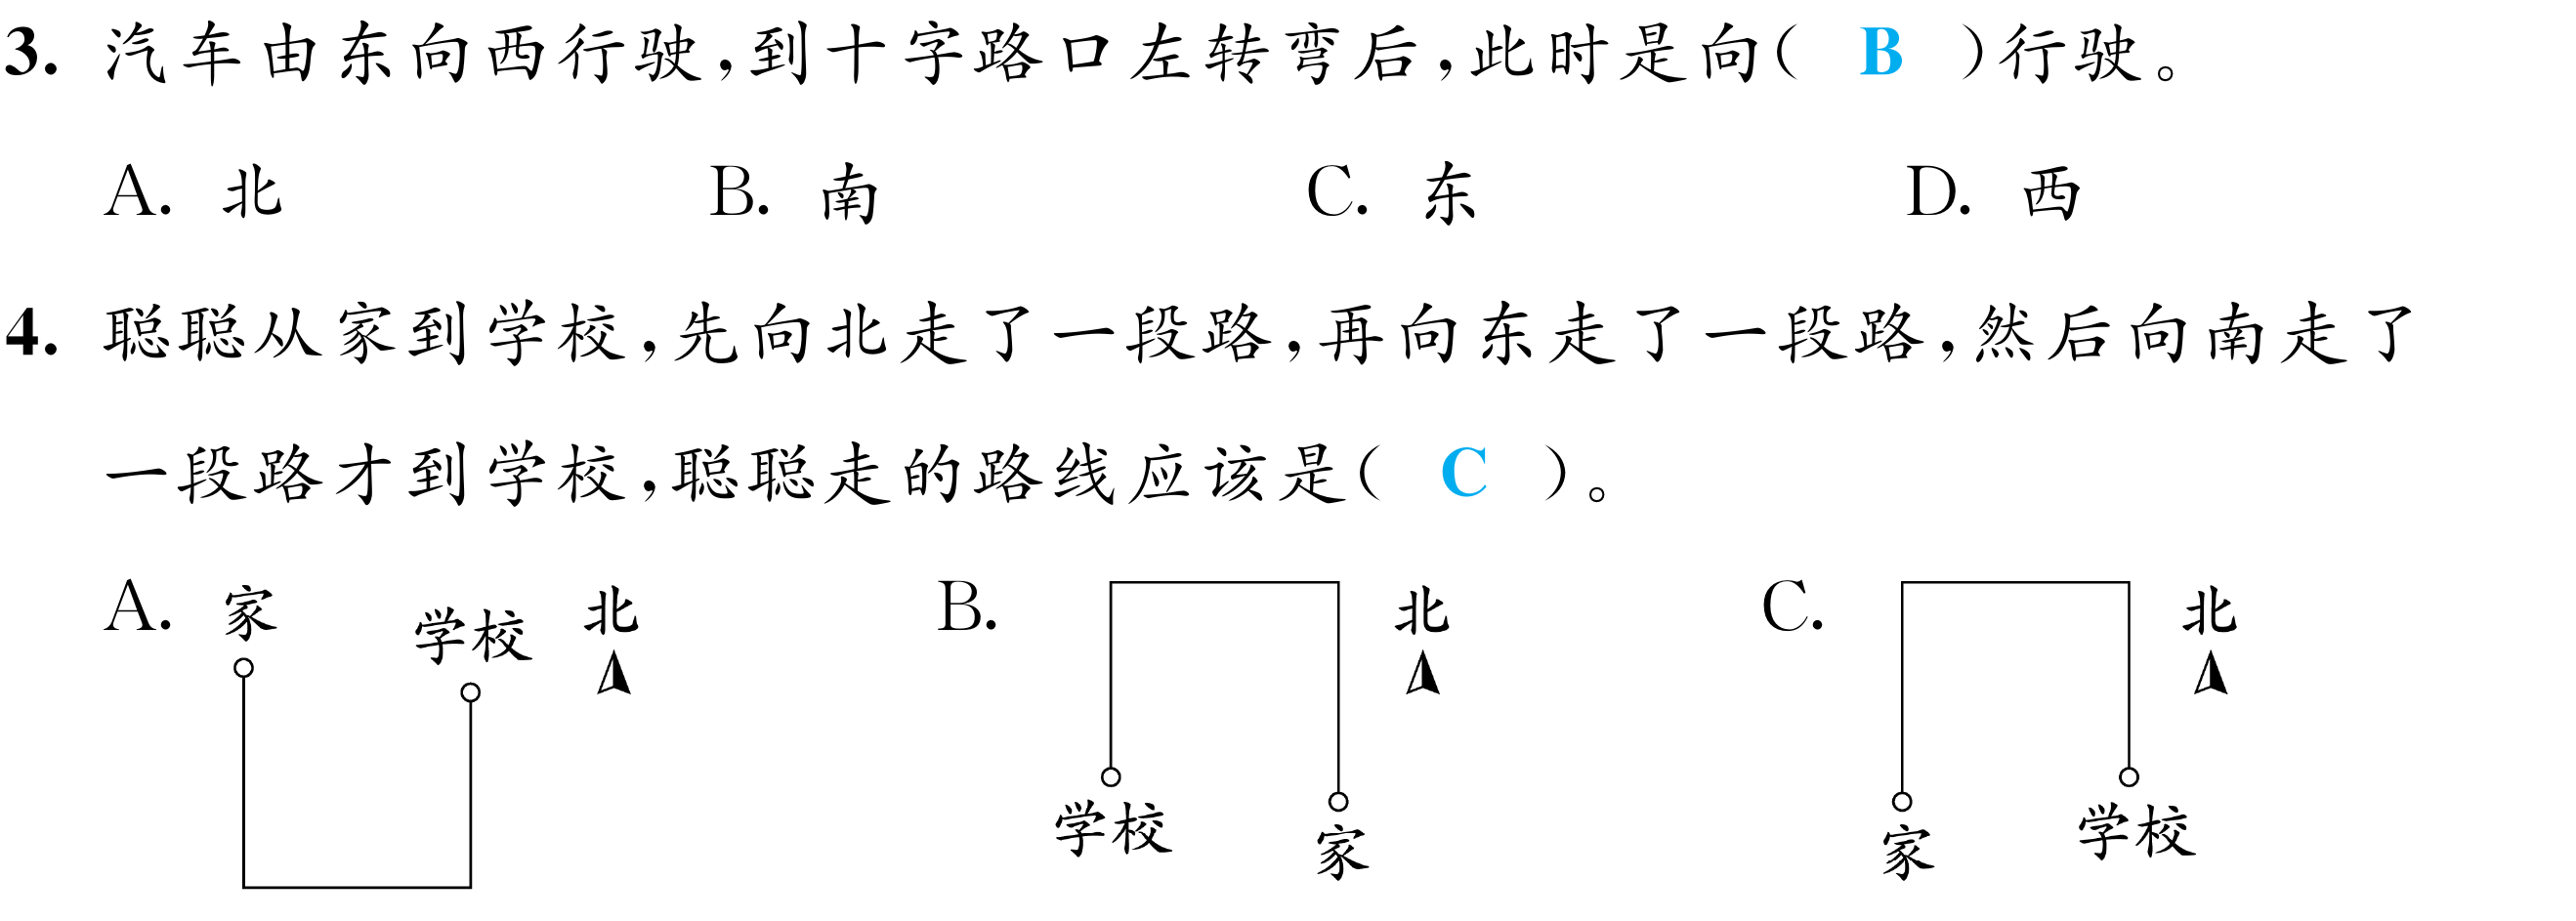 3. 汽车由东向西行驶,到十字路口左转弯后,此时是向( B )行驶。
A. 北 B. 南 C. 东 D. 西
4. 聪聪从家到学校,先向北走了一段路,再向东走了一段路,然后向南走了
一段路才到学校,聪聪走的路线应该是( C )。
A. 家 学校 北 B. 北 C. 北
学校 家 家 学校